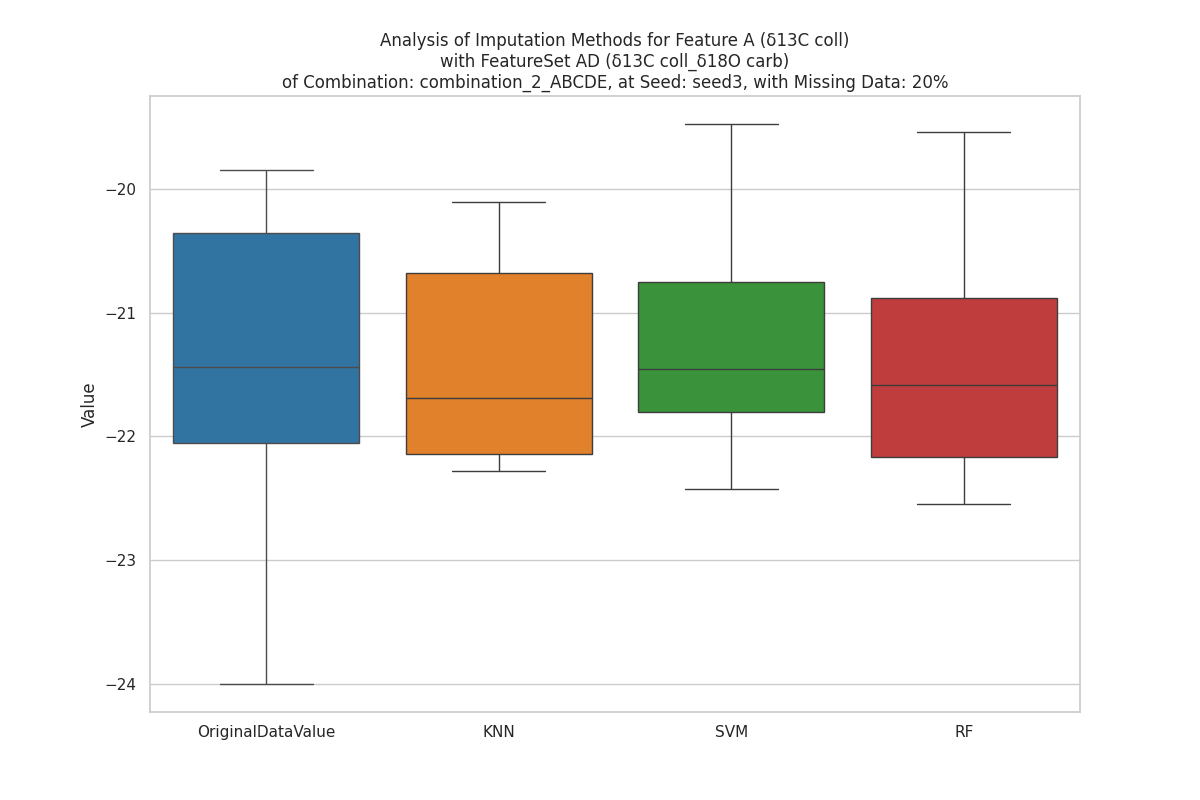 Analysis of Imputation Methods for Feature A (δ13C coll)
with FeatureSet AD (δ13C coll_δ18O carb)
of Combination: combination_2_ABCDE, at Seed: seed3, with Missing Data: 20%
Value
−20
−21
−22
−23
−24
OriginalDataValue
KNN
SVM
RF